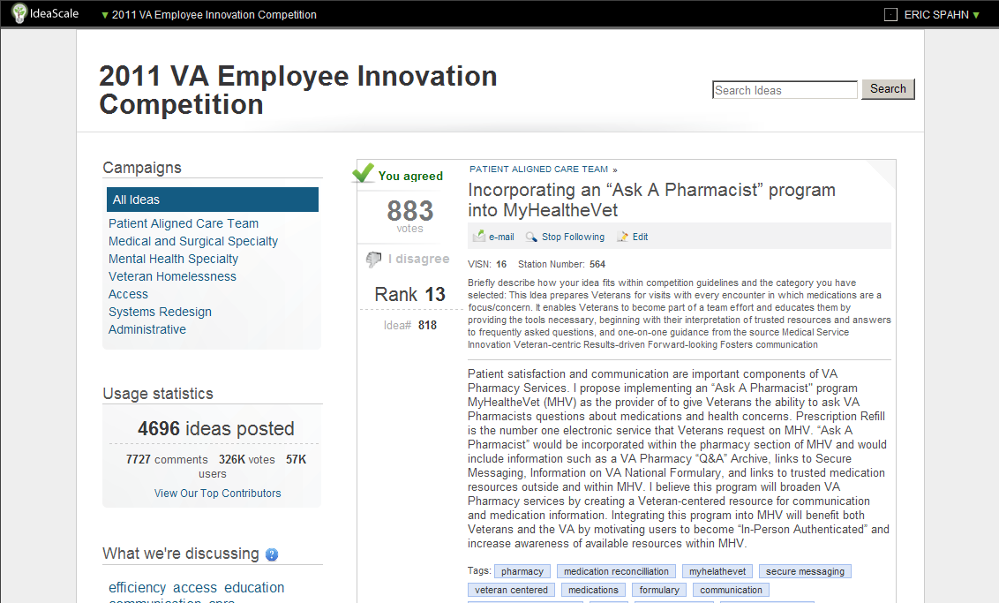 IdeaScale
▼ 2011 VA Employee Innovation Competition
ERIC SPAHN ▼
2011 VA Employee Innovation
Competition
Search Ideas
Search
Campaigns
All Ideas
Patient Aligned Care Team
Medical and Surgical Specialty
Mental Health Specialty
Veteran Homelessness
Access
Systems Redesign
Administrative
Usage statistics
4696 ideas posted
7727 comments 326K votes 57K
users
View Our Top Contributors
What we're discussing ?
efficiency access education
You agreed
883
votes
I disagree
Rank 13
Idea# 818
PATIENT ALIGNED CARE TEAM »
Incorporating an “Ask A Pharmacist” program
into MyHealtheVet
e-mail Stop Following Edit
VISN: 16 Station Number: 564
Briefly describe how your idea fits within competition guidelines and the category you have
selected: This Idea prepares Veterans for visits with every encounter in which medications are a
focus/concern. It enables Veterans to become part of a team effort and educates them by
providing the tools necessary, beginning with their interpretation of trusted resources and answers
to frequently asked questions, and one-on-one guidance from the source Medical Service
Innovation Veteran-centric Results-driven Forward-looking Fosters communication
Patient satisfaction and communication are important components of VA
Pharmacy Services. I propose implementing an “Ask A Pharmacist" program
MyHealtheVet (MHV) as the provider of to give Veterans the ability to ask VA
Pharmacists questions about medications and health concerns. Prescription Refill
is the number one electronic service that Veterans request on MHV. “Ask A
Pharmacist” would be incorporated within the pharmacy section of MHV and would
include information such as a VA Pharmacy “Q&A” Archive, links to Secure
Messaging, Information on VA National Formulary, and links to trusted medication
resources outside and within MHV. I believe this program will broaden VA
Pharmacy services by creating a Veteran-centered resource for communication
and medication information. Integrating this program into MHV will benefit both
Veterans and the VA by motivating users to become “In-Person Authenticated” and
increase awareness of available resources within MHV.
Tags: pharmacy medication reconcilliation myhelathevet secure messaging
veteran centered medications formulary communication